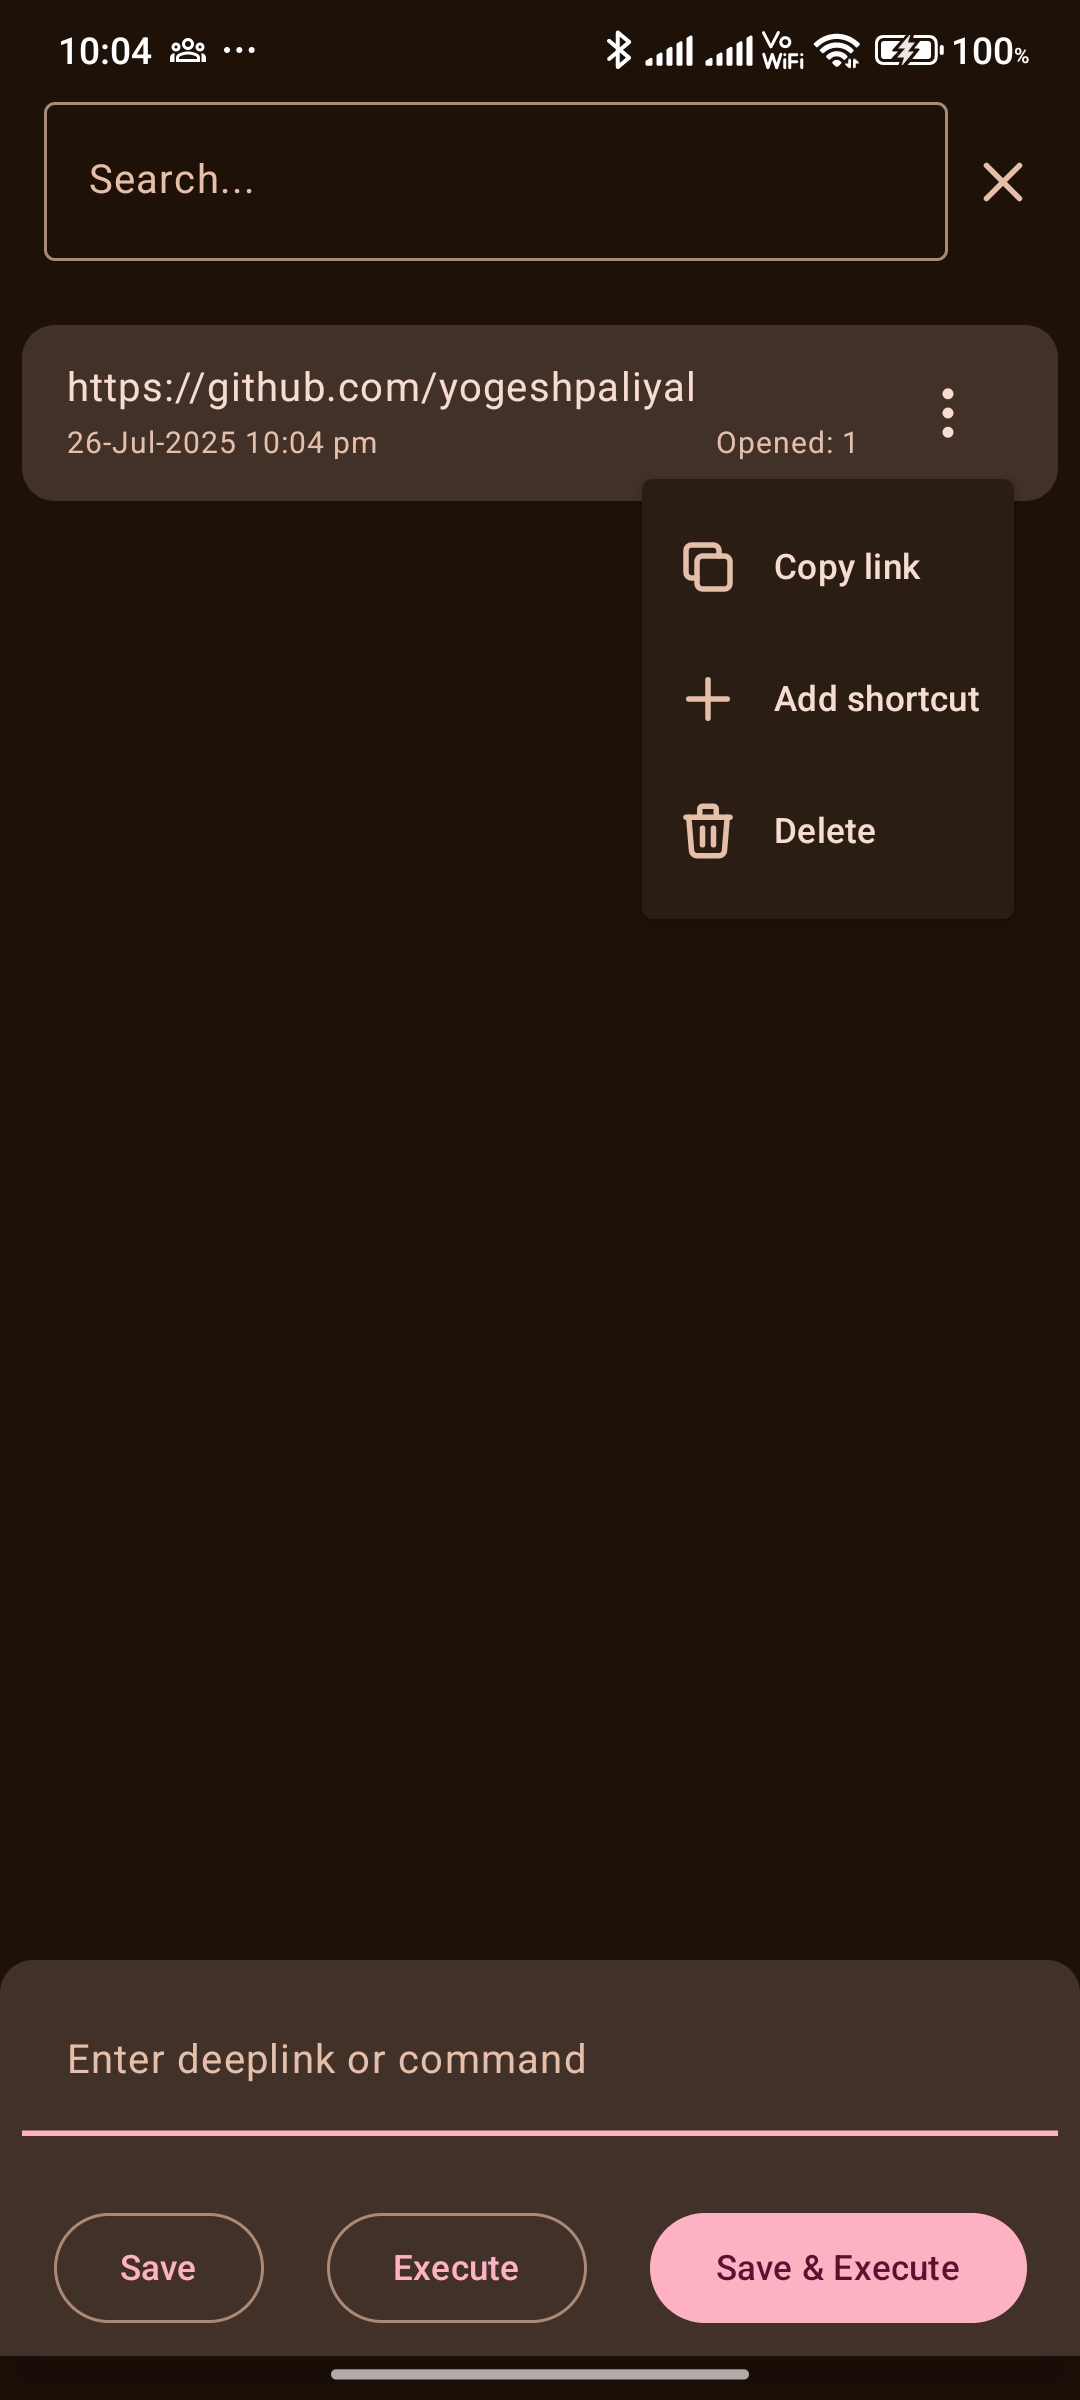 10:04 ... Vo WiFi 100%
Search...
https://github.com/yogeshpaliyal
26-Jul-2025 10:04 pm Opened: 1
Copy link
Add shortcut
Delete
Enter deeplink or command
Save Execute Save & Execute